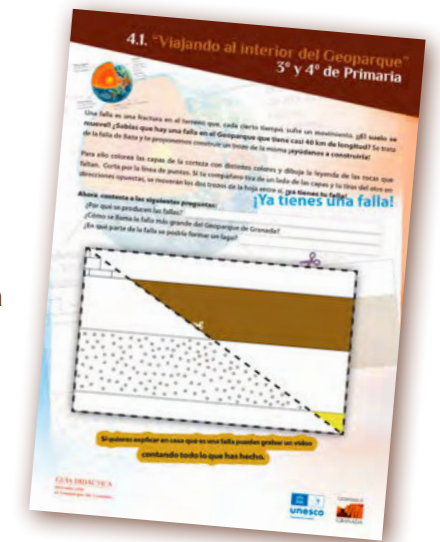 4.1. "Viajando al interior del Geoparque"
3º y 4º de Primaria
Una falla es una fractura en el terreno que, cada cierto tiempo, sufre un movimiento. ¡¡El suelo se
mueve!! ¿Sabías que hay una falla en el Geoparque que tiene casi 40 km de longitud? Se trata
de la falla de Baza y te proponemos construir un trozo de la misma ¡ayúdanos a construirla!
Para ello colorea las capas de la corteza con distintos colores y dibuja la leyenda de las rocas que
faltan. Corta por la línea de puntos. Si tu compañero tira de un lado de las capas y tu tiras del otro en
direcciones opuestas, se moverán los dos trozos de la hoja entre sí. ¡ya tienes tu falla!
¡Ya tienes una falla!
Ahora contesta a las siguientes preguntas:
¿Por qué se producen las fallas?
¿Cómo se llama la falla más grande del Geoparque de Granada?
¿En qué parte de la falla se podría formar un lago?
Si quieres explicar en casa qué es una falla puedes grabar un vídeo
contando todo lo que has hecho.
GUÍA DIDÁCTICA
unesco
GRANADA